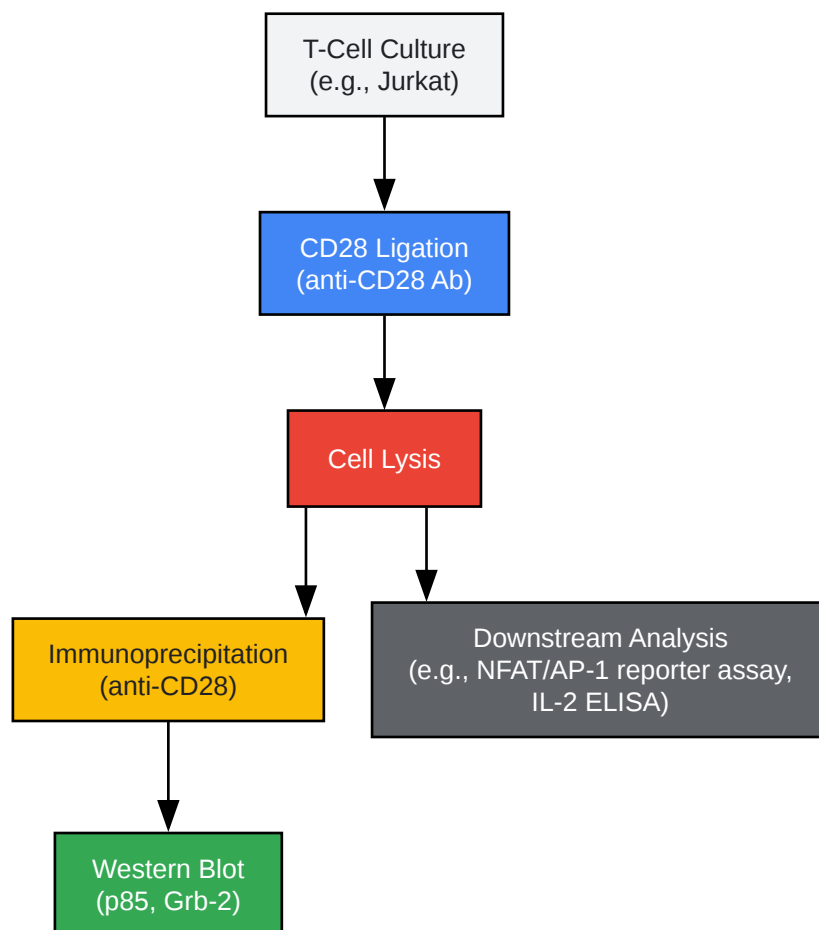 T-Cell Culture
(e.g., Jurkat)
CD28 Ligation
(anti-CD28 Ab)
Cell Lysis
Immunoprecipitation
(anti-CD28)
Downstream Analysis
(e.g., NFAT/AP-1 reporter assay,
IL-2 ELISA)
Western Blot
(p85, Grb-2)